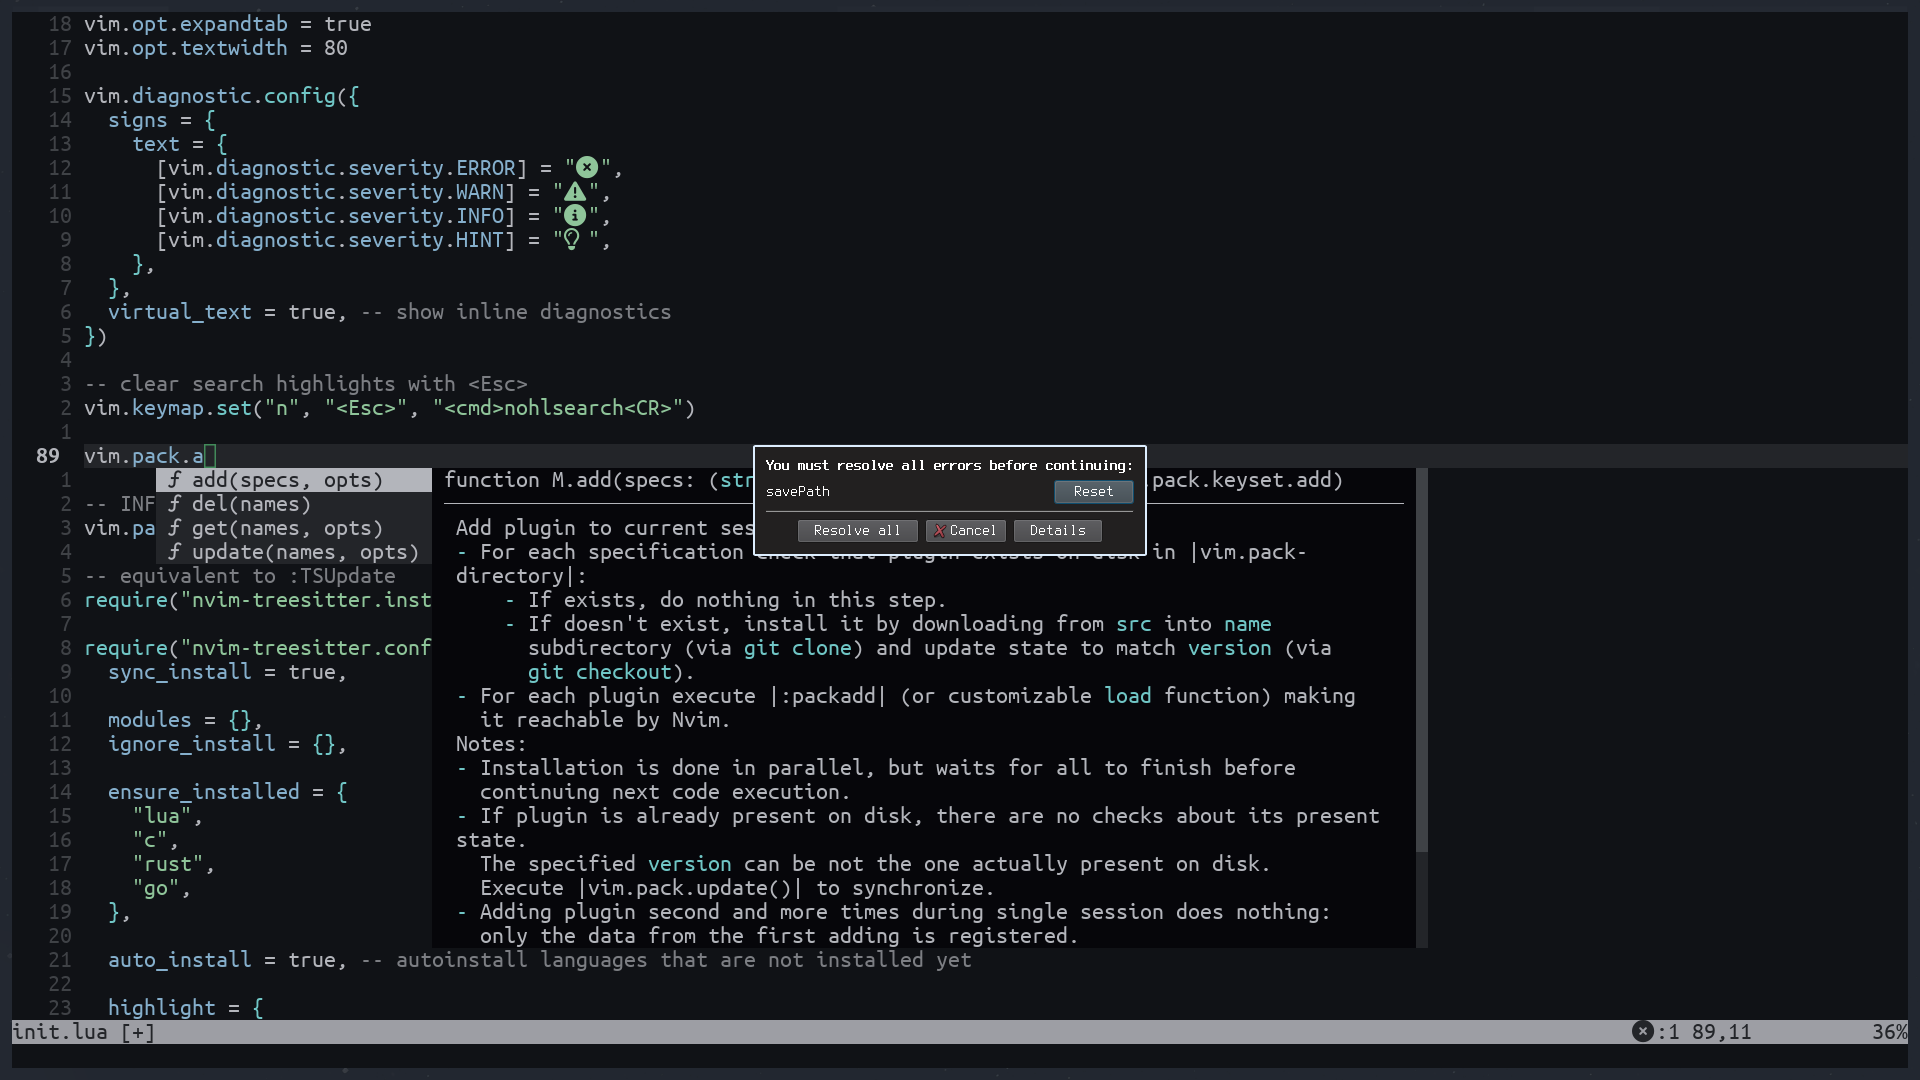 18 vim.opt.expandtab = true
17 vim.opt.textwidth = 80
16
15 vim.diagnostic.config({
14   signs = {
13     text = {
12       [vim.diagnostic.severity.ERROR] = "",
11       [vim.diagnostic.severity.WARN] = "",
10       [vim.diagnostic.severity.INFO] = "",
9       [vim.diagnostic.severity.HINT] = "",
8     },
7   },
6   virtual_text = true, -- show inline diagnostics
5 })
4
3 -- clear search highlights with <Esc>
2 vim.keymap.set("n", "<Esc>", "<cmd>nohlsearch<CR>")
1
89 vim.pack.a
You must resolve all errors before continuing:
savePath Reset
Resolve all Cancel Details
1 ƒ add(specs, opts) function M.add(specs: (str pack.keyset.add)
2 -- INF ƒ del(names)
3 vim.pa ƒ get(names, opts) Add plugin to current ses
4 ƒ update(names, opts) - For each specification check that plugin exists on disk in |vim.pack-
5 -- equivalent to :TSUpdate directory|:
6 require("nvim-treesitter.inst - If exists, do nothing in this step.
7 - If doesn't exist, install it by downloading from src into name
8 require("nvim-treesitter.conf subdirectory (via git clone) and update state to match version (via
9   sync_install = true, git checkout).
10 - For each plugin execute |:packadd| (or customizable load function) making
11   modules = {}, it reachable by Nvim.
12   ignore_install = {}, Notes:
13 - Installation is done in parallel, but waits for all to finish before
14   ensure_installed = { continuing next code execution.
15     "lua", - If plugin is already present on disk, there are no checks about its present
16     "c", state.
17     "rust", The specified version can be not the one actually present on disk.
18     "go", Execute |vim.pack.update()| to synchronize.
19   }, - Adding plugin second and more times during single session does nothing:
20 only the data from the first adding is registered.
21   auto_install = true, -- autoinstall languages that are not installed yet
22
23   highlight = {
init.lua [+] :1 89,11 36%